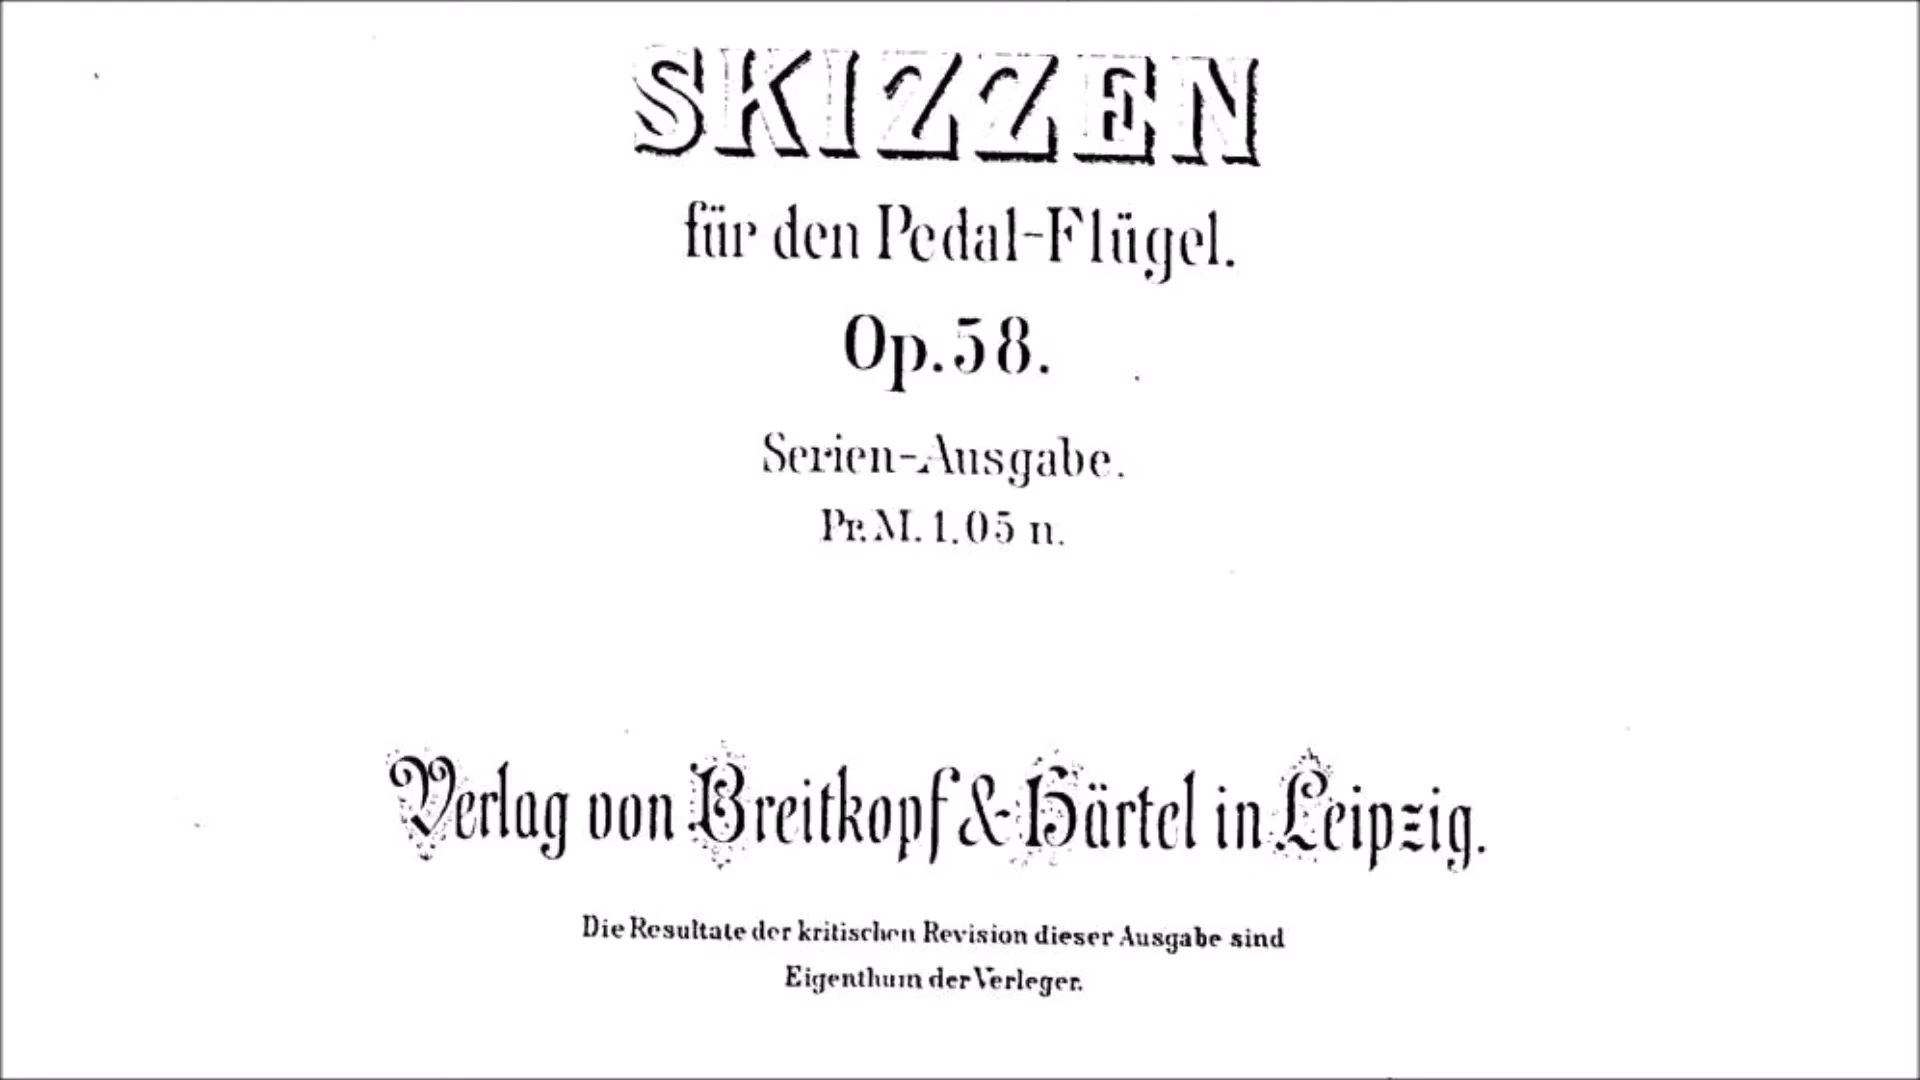 SKIZZEN
für den Pedal-Flügel.
Op. 58.
Serien-Ausgabe.
Pr. M. 1.05 n.
Verlag von Breitkopf & Härtel in Leipzig.
Die Resultate der kritischen Revision dieser Ausgabe sind
Eigenthum der Verleger.